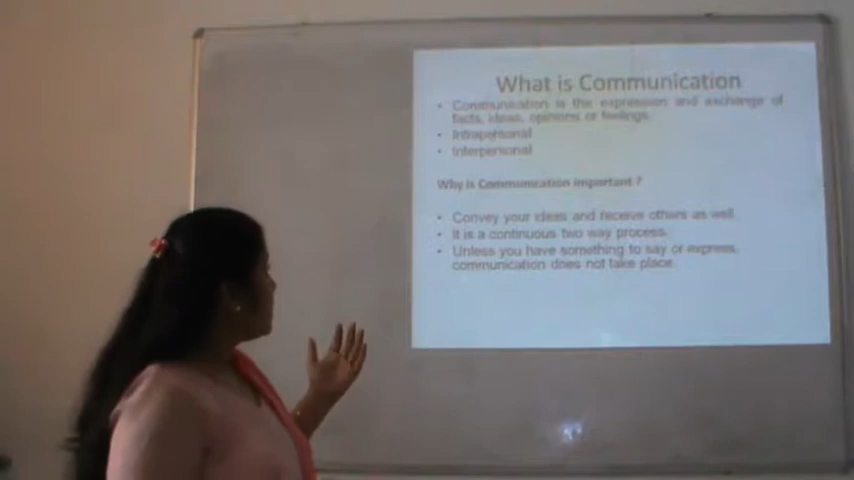 What is Communication
• Communication is the expression and exchange of
facts, ideas, opinions or feelings.
• Intrapersonal
• Interpersonal
Why is Communication important ?
• Convey your ideas and receive others as well.
• It is a continuous two way process.
• Unless you have something to say or express,
communication does not take place.